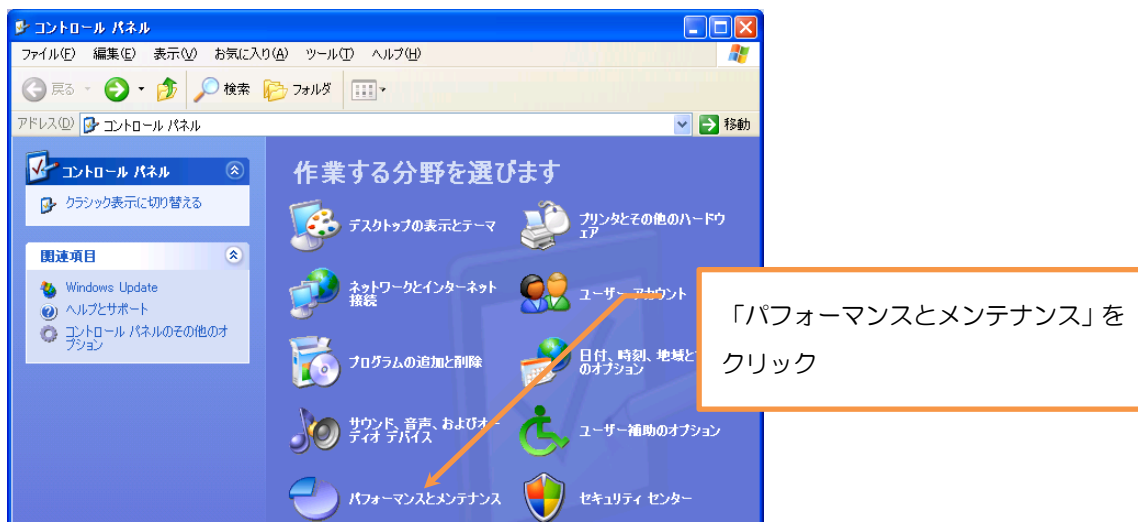 コントロール パネル
ファイル(F) 編集(E) 表示(V) お気に入り(A) ツール(T) ヘルプ(H)
戻る 検索 フォルダ
アドレス(D) コントロール パネル 移動
コントロール パネル
クラシック表示に切り替える
関連項目
Windows Update
ヘルプとサポート
コントロール パネルのその他のオ
プション
作業する分野を選びます
デスクトップの表示とテーマ
プリンタとその他のハードウ
ェア
ネットワークとインターネット
接続
ユーザー アカウント
プログラムの追加と削除
日付、時刻、地域と
のオプション
サウンド、音声、およびオー
ディオ デバイス
ユーザー補助のオプション
パフォーマンスとメンテナンス
セキュリティ センター
「パフォーマンスとメンテナンス」を
クリック